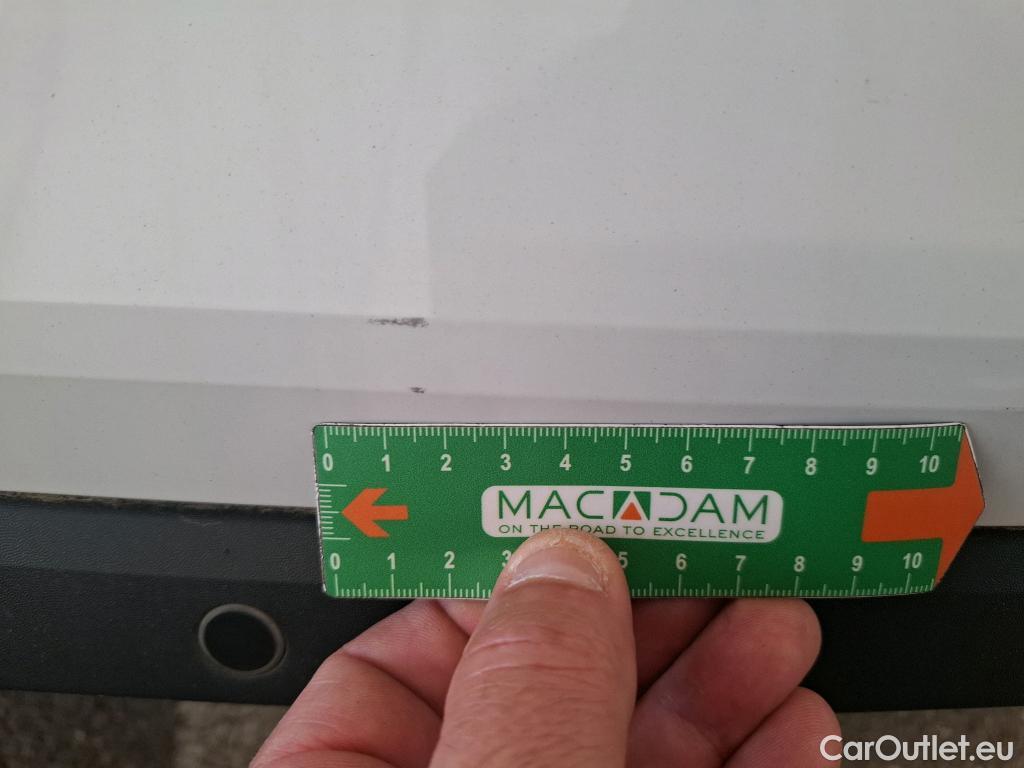 0 1 2 3 4 5 6 7 8 9 10
MACADAM
ON THE ROAD TO EXCELLENCE
0 1 2 3 5 6 7 8 9 10
CarOutlet.eu